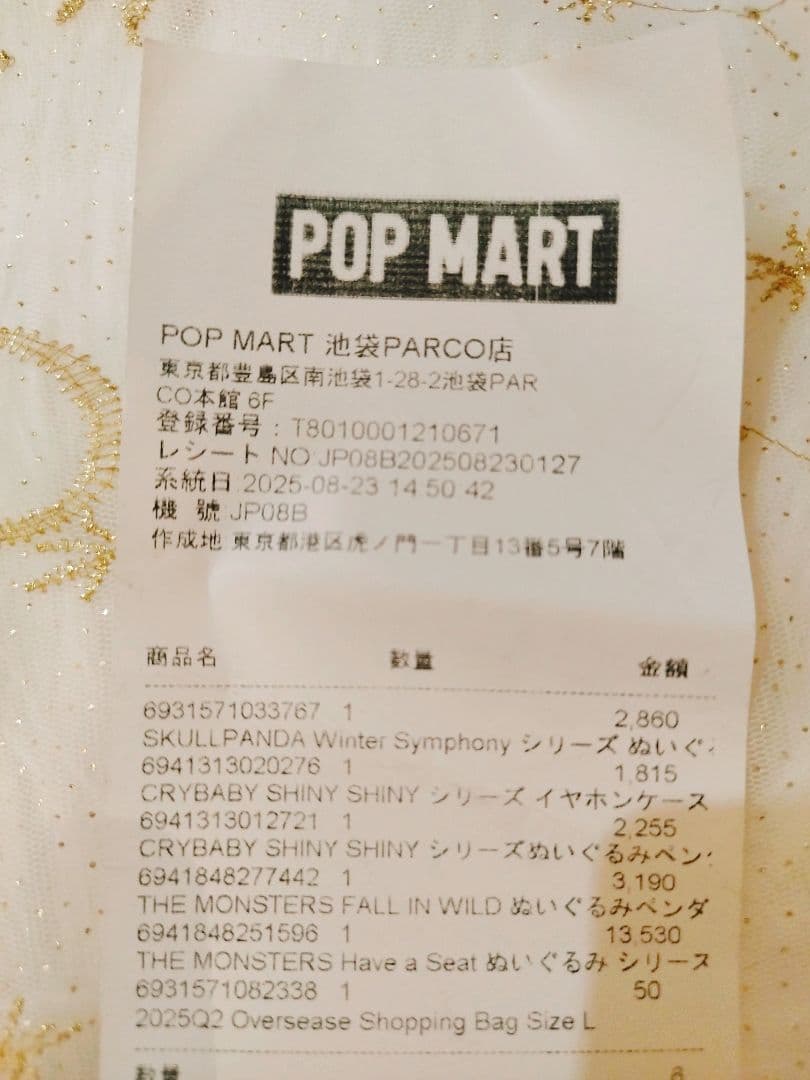 POP MART
POP MART 池袋PARCO店
東京都豊島区南池袋1-28-2池袋PAR
CO本館 6F
登録番号 : T8010001210671
レシート NO JP08B202508230127
系統日 2025-08-23 14 50 42
機 號 JP08B
作成地 東京都港区虎ノ門一丁目13番5号7階
商品名 数量 金額
6931571033767 1 2,860
SKULLPANDA Winter Symphony シリーズ ぬいぐ
6941313020276 1 1,815
CRYBABY SHINY SHINY シリーズ イヤホンケース
6941313012721 1 2,255
CRYBABY SHINY SHINY シリーズぬいぐるみペン
6941848277442 1 3,190
THE MONSTERS FALL IN WILD ぬいぐるみペンダ
6941848251596 1 13,530
THE MONSTERS Have a Seat ぬいぐるみ シリース
6931571082338 1 50
2025Q2 Oversease Shopping Bag Size L
数量 6